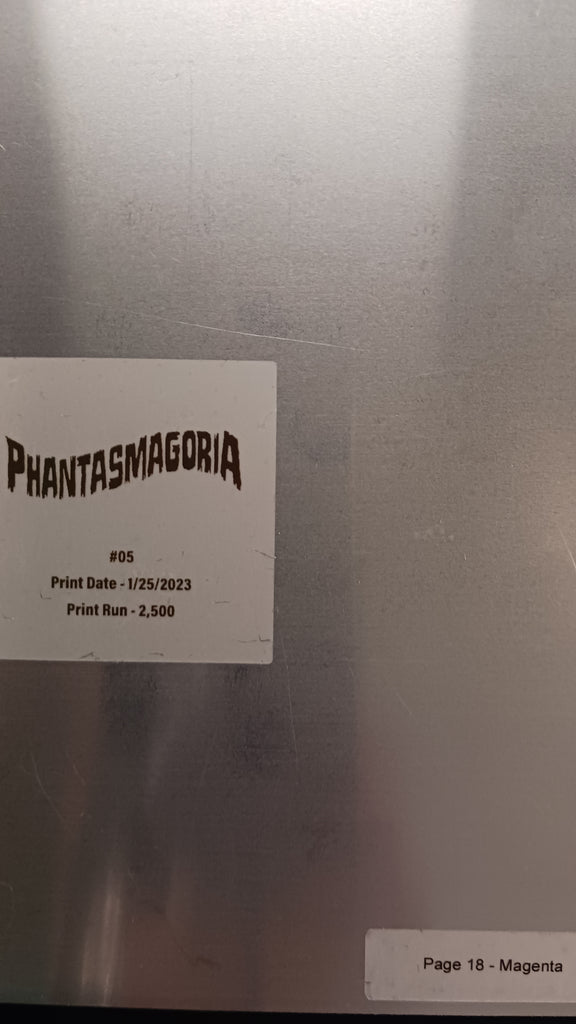 PHANTASMAGORIA
#05
Print Date - 1/25/2023
Print Run - 2,500
Page 18 - Magenta